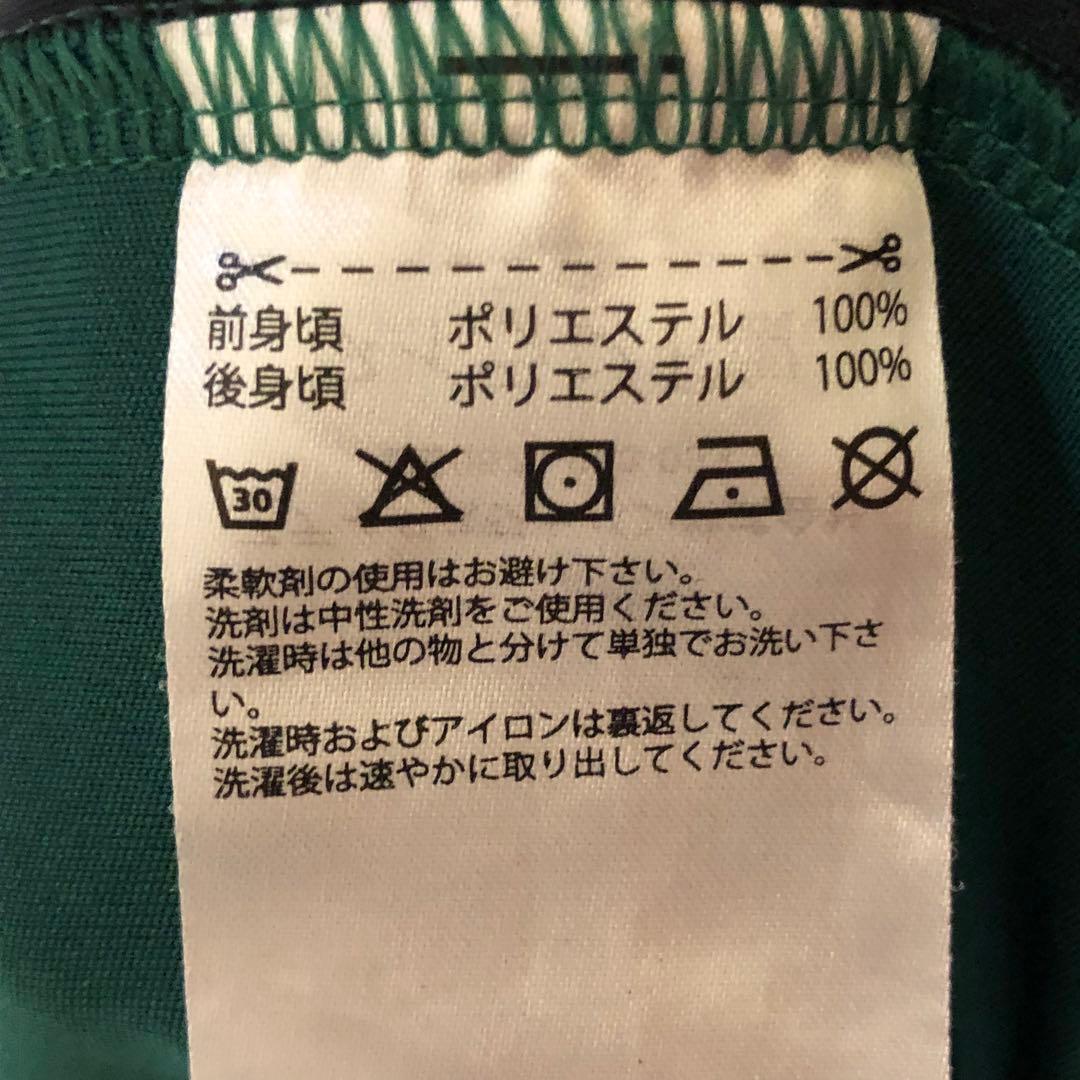 前身頃 ポリエステル 100%
後身頃 ポリエステル 100%
30
柔軟剤の使用はお避け下さい。
洗剤は中性洗剤をご使用ください。
洗濯時は他の物と分けて単独でお洗い下さ
い。
洗濯時およびアイロンは裏返してください。
洗濯後は速やかに取り出してください。